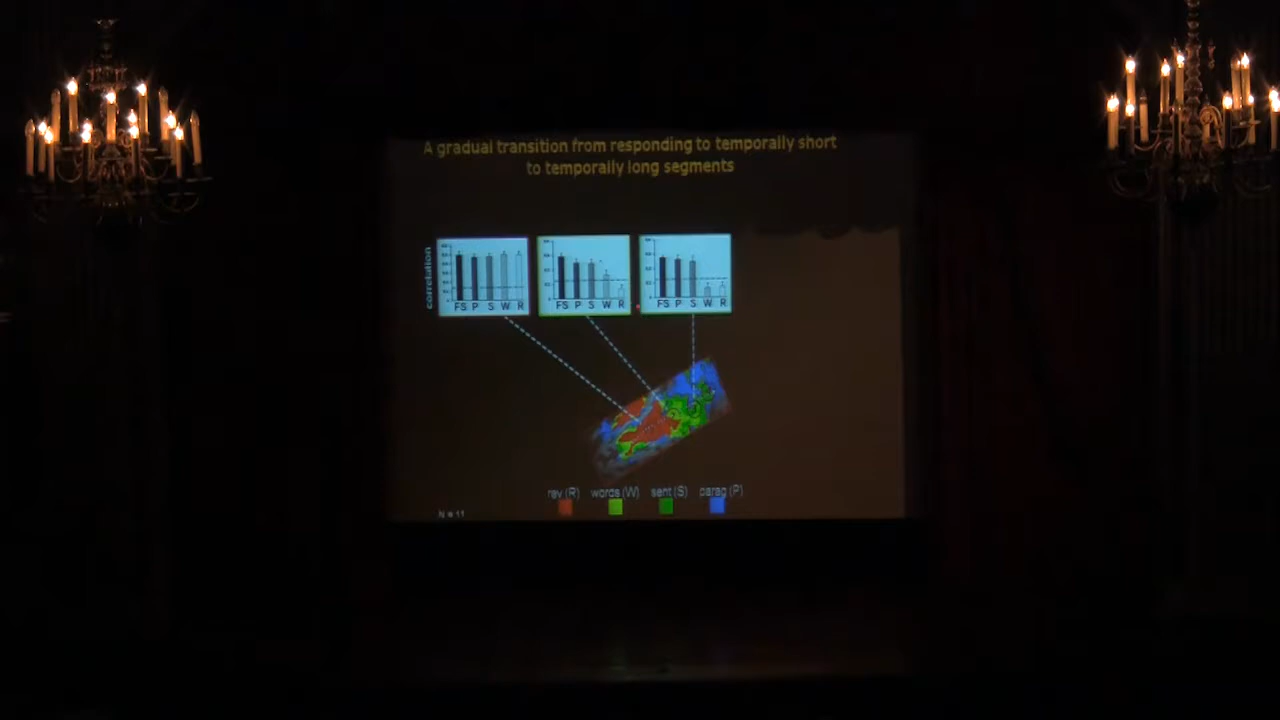 A gradual transition from responding to temporally short
to temporally long segments
correlation
FS P S W R
FS P S W R
FS P S W R
rev (R) words (W) sent (S) parag (P)
N = 11